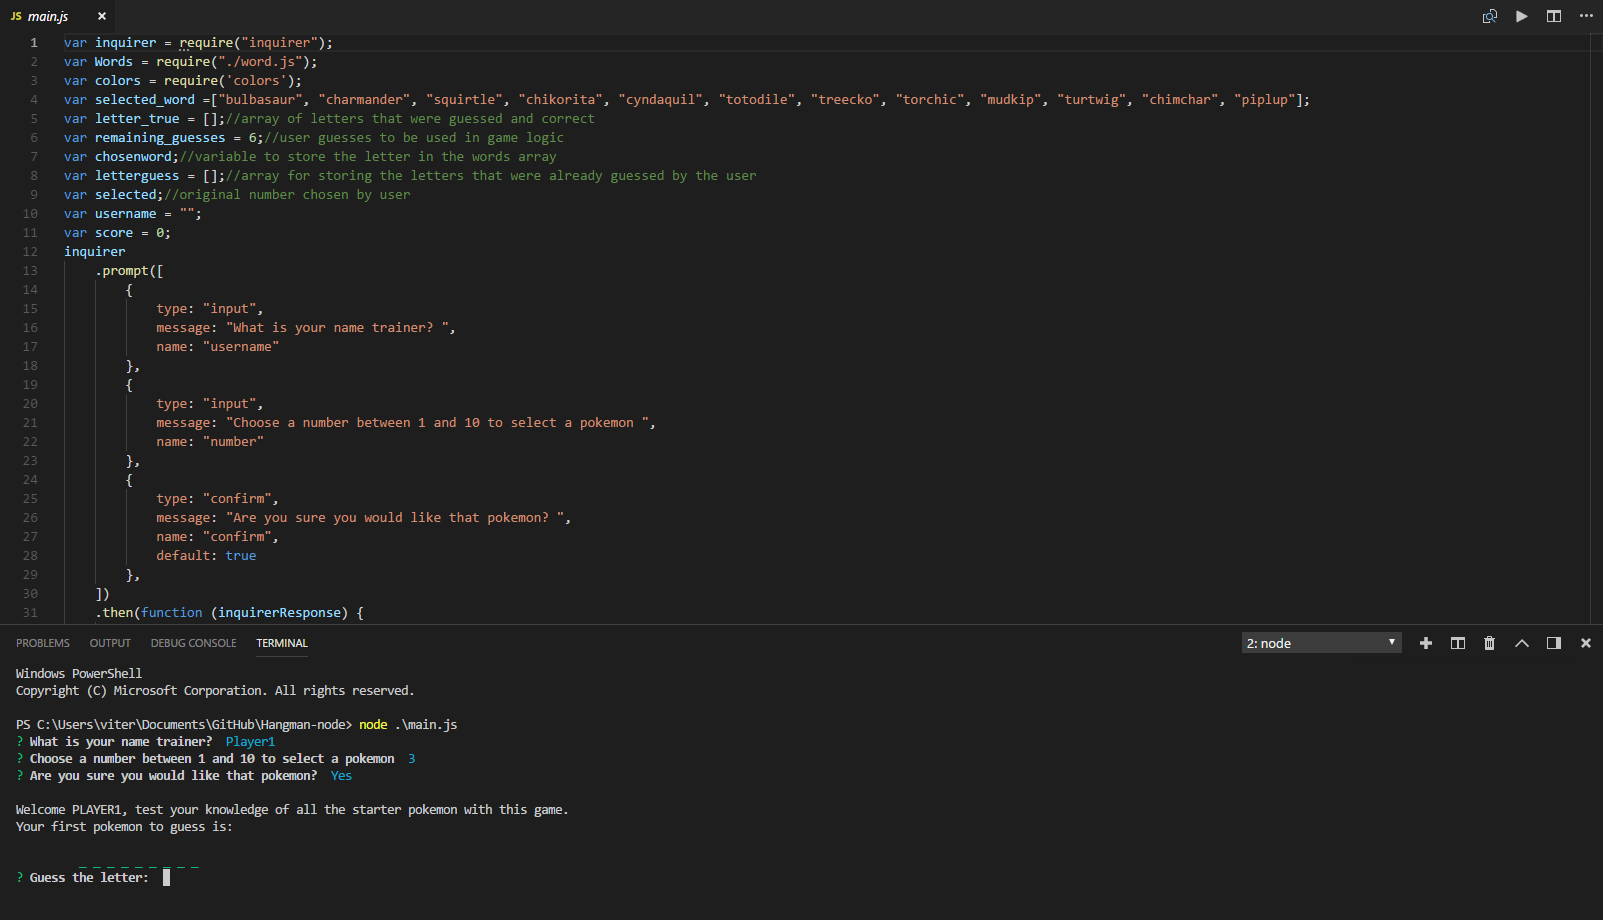 JS main.js ×
1 var inquirer = require("inquirer");
2 var Words = require("./word.js");
3 var colors = require('colors');
4 var selected_word =["bulbasaur", "charmander", "squirtle", "chikorita", "cyndaquil", "totodile", "treecko", "torchic", "mudkip", "turtwig", "chimchar", "piplup"];
5 var letter_true = [];//array of letters that were guessed and correct
6 var remaining_guesses = 6;//user guesses to be used in game logic
7 var chosenword;//variable to store the letter in the words array
8 var letterguess = [];//array for storing the letters that were already guessed by the user
9 var selected;//original number chosen by user
10 var username = "";
11 var score = 0;
12 inquirer
13 .prompt([
14 {
15 type: "input",
16 message: "What is your name trainer? ",
17 name: "username"
18 },
19 {
20 type: "input",
21 message: "Choose a number between 1 and 10 to select a pokemon ",
22 name: "number"
23 },
24 {
25 type: "confirm",
26 message: "Are you sure you would like that pokemon? ",
27 name: "confirm",
28 default: true
29 },
30 ])
31 .then(function (inquirerResponse) {
PROBLEMS OUTPUT DEBUG CONSOLE TERMINAL 2: node
Windows PowerShell
Copyright (C) Microsoft Corporation. All rights reserved.
PS C:\Users\viter\Documents\GitHub\Hangman-node> node .\main.js
? What is your name trainer? Player1
? Choose a number between 1 and 10 to select a pokemon 3
? Are you sure you would like that pokemon? Yes
Welcome PLAYER1, test your knowledge of all the starter pokemon with this game.
Your first pokemon to guess is:
_ _ _ _ _ _ _ _ _
? Guess the letter: